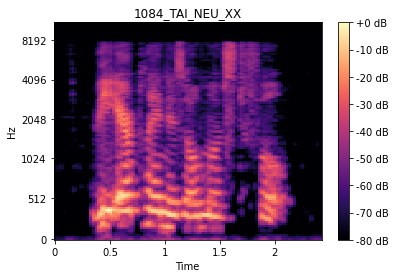 1084_TAI_NEU_XX
+0 dB
8192
-10 dB
4096
-20 dB
-30 dB
2048
Hz
-40 dB
1024
-50 dB
512
-60 dB
-70 dB
0
-80 dB
0 0.5 1 1.5 2
Time